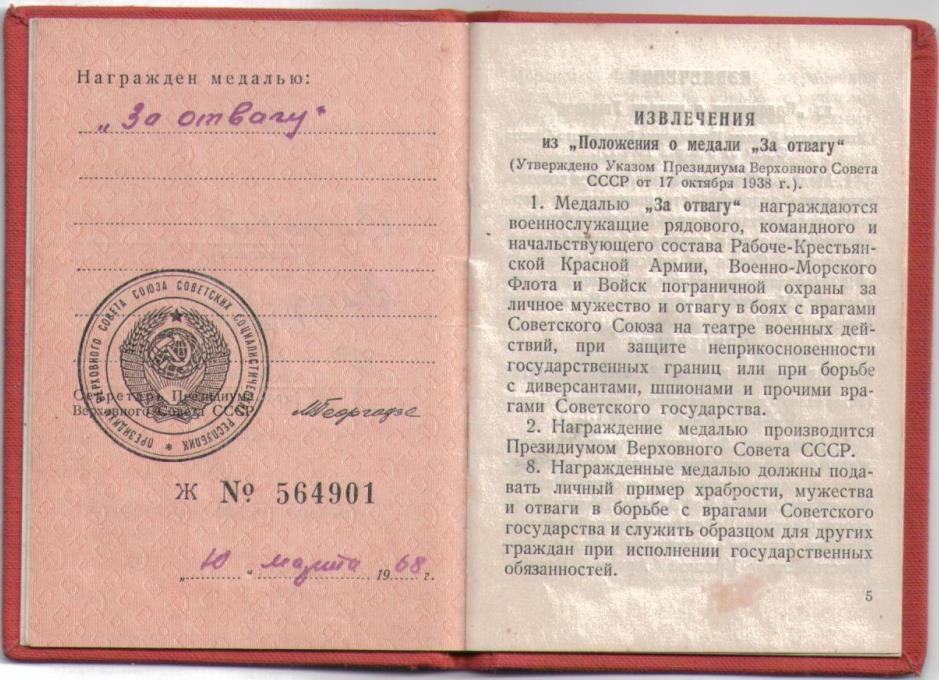 Награжден медалью:
„За отвагу"
ПРЕЗИДИУМ ВЕРХОВНОГО СОВЕТА СОЮЗА СОВЕТСКИХ СОЦИАЛИСТИЧЕСКИХ РЕСПУБЛИК *
Секретарь Президиума
Верховного Совета СССР
МГеоргадзе
Ж № 564901
„10" марта 1968 г.
ИЗВЛЕЧЕНИЯ
из „Положения о медали „За отвагу"
(Утверждено Указом Президиума Верховного Совета
СССР от 17 октября 1938 г.).
1. Медалью „За отвагу" награждаются
военнослужащие рядового, командного и
начальствующего состава Рабоче-Крестьян-
ской Красной Армии, Военно-Морского
Флота и Войск пограничной охраны за
личное мужество и отвагу в боях с врагами
Советского Союза на театре военных дей-
ствий, при защите неприкосновенности
государственных границ или при борьбе
с диверсантами, шпионами и прочими вра-
гами Советского государства.
2. Награждение медалью производится
Президиумом Верховного Совета СССР.
8. Награжденные медалью должны пода-
вать личный пример храбрости, мужества
и отваги в борьбе с врагами Советского
государства и служить образцом для других
граждан при исполнении государственных
обязанностей.
5